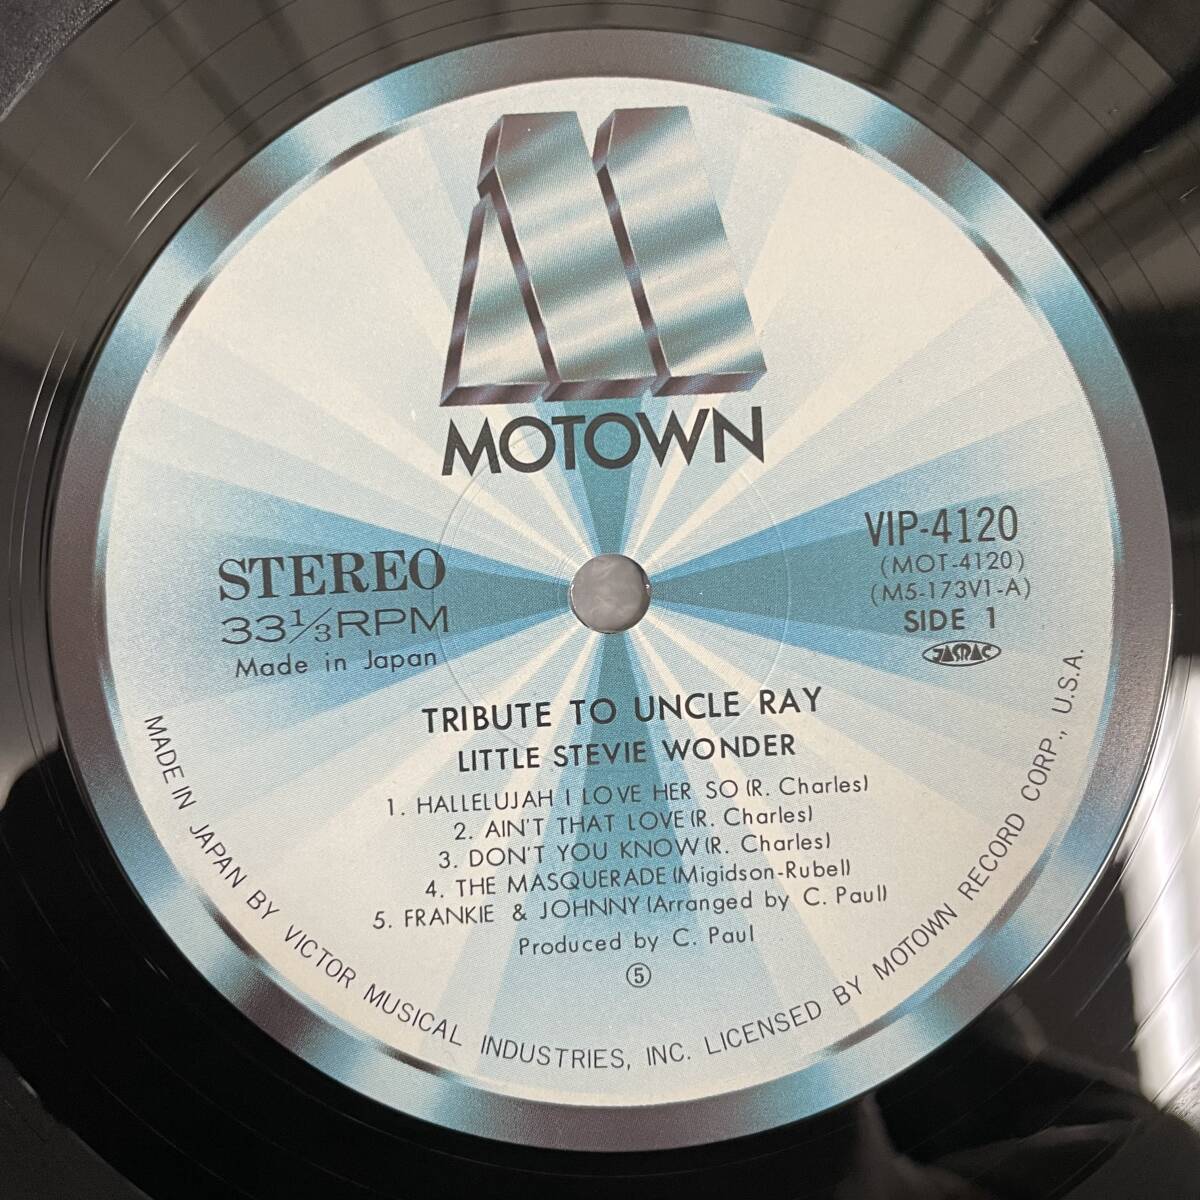 MOTOWN
STEREO
33⅓RPM
Made in Japan
VIP-4120
(MOT-4120)
(M5-173V1-A)
SIDE 1
JASRAC
TRIBUTE TO UNCLE RAY
LITTLE STEVIE WONDER
1. HALLELUJAH I LOVE HER SO (R. Charles)
2. AIN'T THAT LOVE (R. Charles)
3. DON'T YOU KNOW (R. Charles)
4. THE MASQUERADE (Migidson-Rubell)
5. FRANKIE & JOHNNY (Arranged by C. Paul)
Produced by C. Paul
⑤
MADE IN JAPAN BY VICTOR MUSICAL INDUSTRIES, INC. LICENSED BY MOTOWN RECORD CORP., U.S.A.